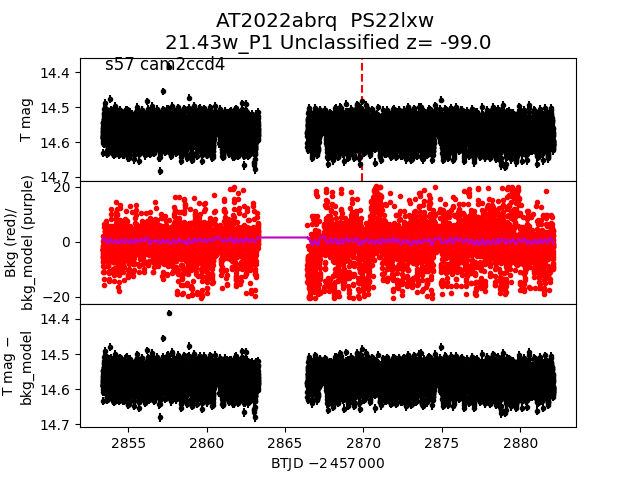 AT2022abrq  PS22lxw
21.43w_P1 Unclassified z= -99.0
s57 cam2ccd4
14.4
14.5
14.6
14.7
T mag
20
0
−20
Bkg (red)/
bkg_model (purple)
14.4
14.5
14.6
14.7
T mag −
bkg_model
2855
2860
2865
2870
2875
2880
BTJD −2 457 000